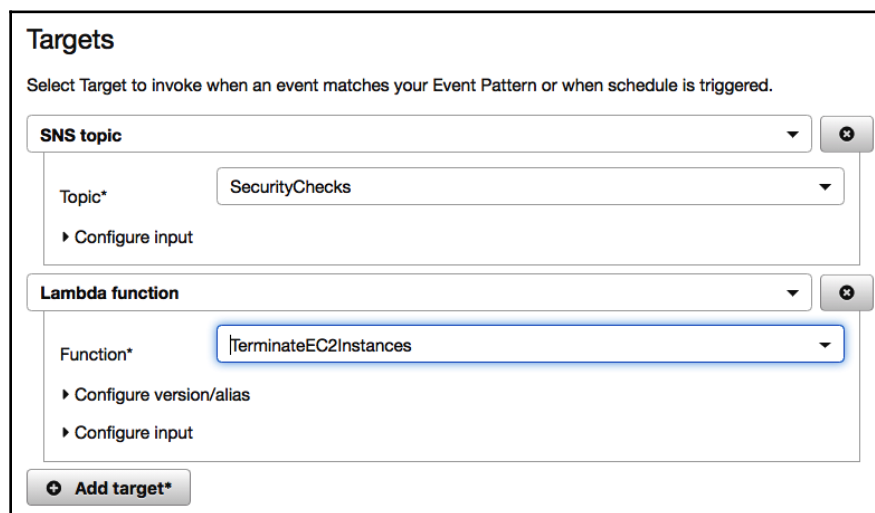 Targets
Select Target to invoke when an event matches your Event Pattern or when schedule is triggered.
SNS topic
Topic*
SecurityChecks
Configure input
Lambda function
Function*
TerminateEC2Instances
Configure version/alias
Configure input
Add target*